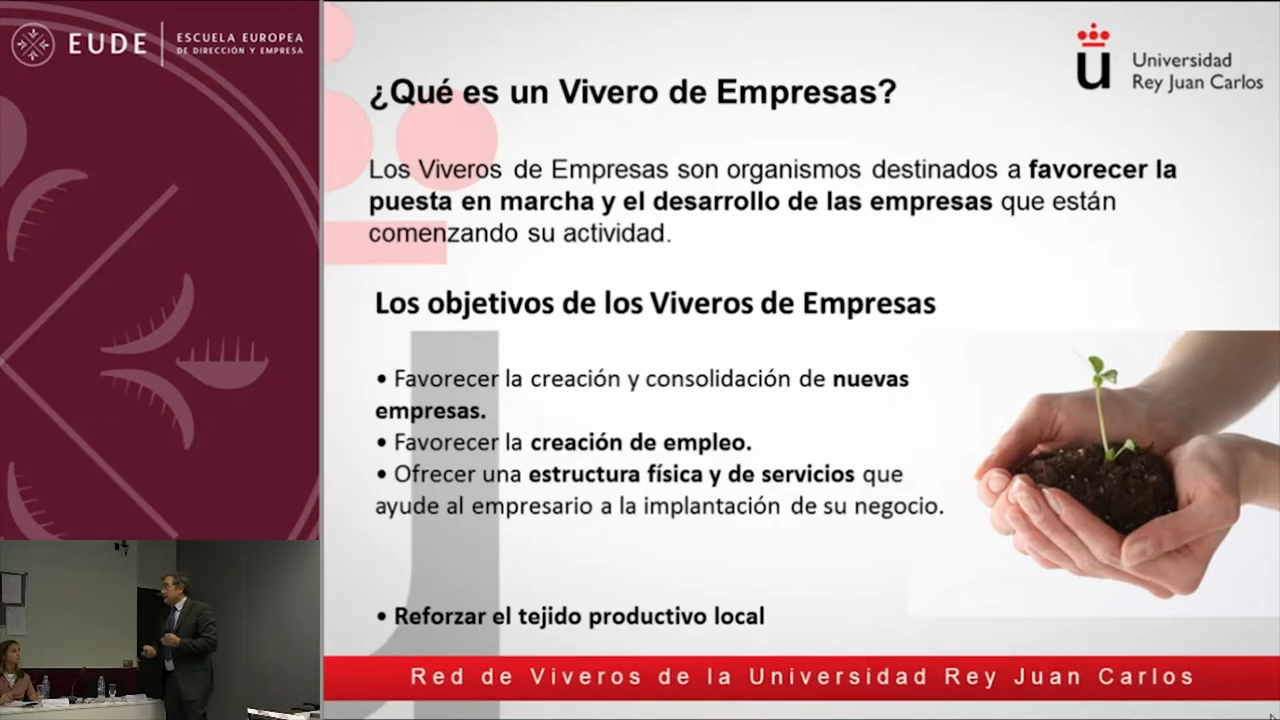 EUDE
ESCUELA EUROPEA
DE DIRECCIÓN Y EMPRESA
Universidad
Rey Juan Carlos
¿Qué es un Vivero de Empresas?
Los Viveros de Empresas son organismos destinados a favorecer la
puesta en marcha y el desarrollo de las empresas que están
comenzando su actividad.
Los objetivos de los Viveros de Empresas
• Favorecer la creación y consolidación de nuevas
empresas.
• Favorecer la creación de empleo.
• Ofrecer una estructura física y de servicios que
ayude al empresario a la implantación de su negocio.
• Reforzar el tejido productivo local
Red de Viveros de la Universidad Rey Juan Carlos